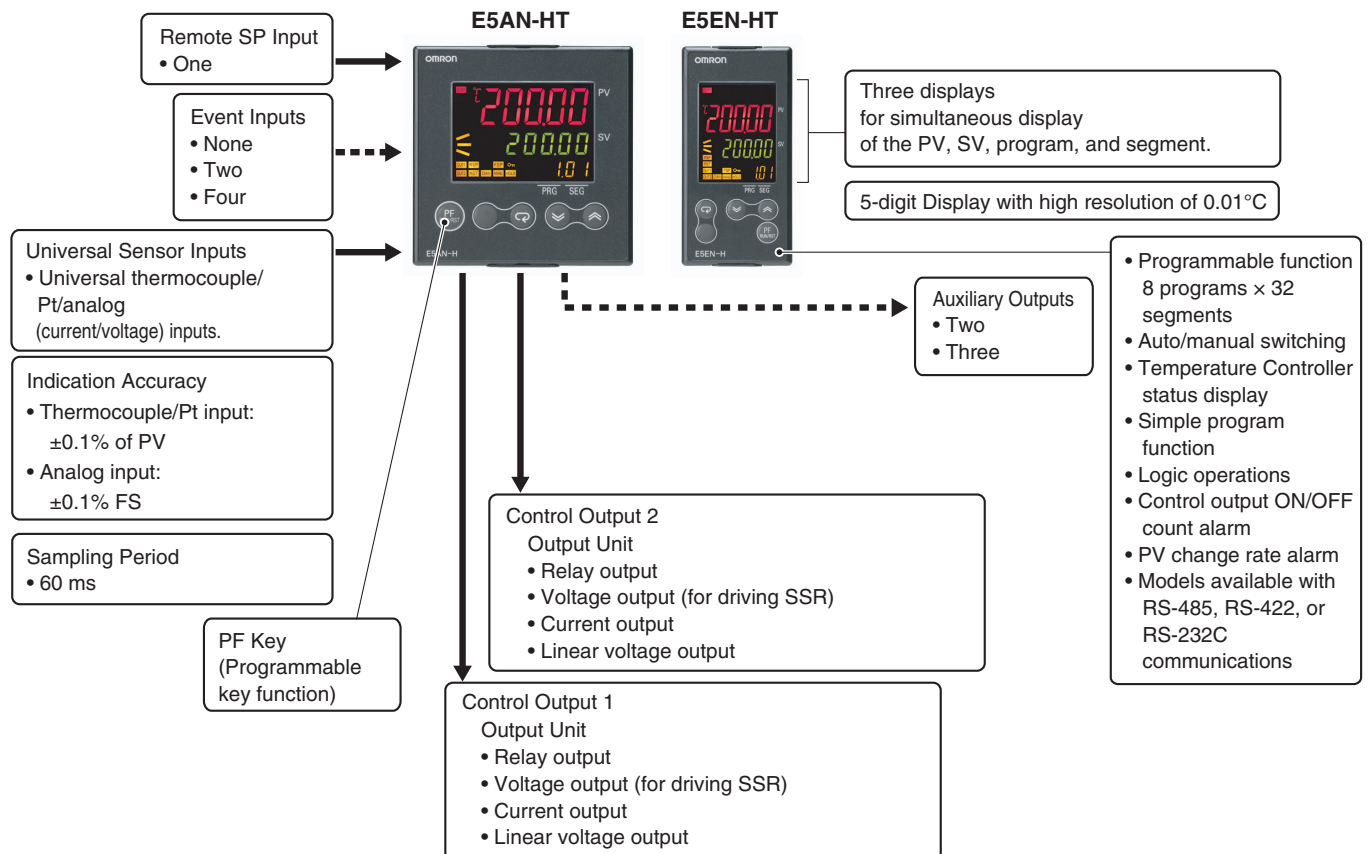 E5AN-HT
E5EN-HT
Remote SP Input
• One
Event Inputs
• None
• Two
• Four
Universal Sensor Inputs
• Universal thermocouple/
Pt/analog
(current/voltage) inputs.
Indication Accuracy
• Thermocouple/Pt input:
±0.1% of PV
• Analog input:
±0.1% FS
Sampling Period
• 60 ms
OMRON
°C
200.00
PV
200.00
SV
1.01
PRG SEG
PF
E5AN-H
OMRON
°C
200.00
PV
200.00
SV
1.01
PRG SEG
PF
RUN/RST
E5EN-H
Three displays
for simultaneous display
of the PV, SV, program, and segment.
5-digit Display with high resolution of 0.01°C
• Programmable function
8 programs × 32
segments
• Auto/manual switching
• Temperature Controller
status display
• Simple program
function
• Logic operations
• Control output ON/OFF
count alarm
• PV change rate alarm
• Models available with
RS-485, RS-422, or
RS-232C
communications
Auxiliary Outputs
• Two
• Three
Control Output 2
Output Unit
• Relay output
• Voltage output (for driving SSR)
• Current output
• Linear voltage output
PF Key
(Programmable
key function)
Control Output 1
Output Unit
• Relay output
• Voltage output (for driving SSR)
• Current output
• Linear voltage output